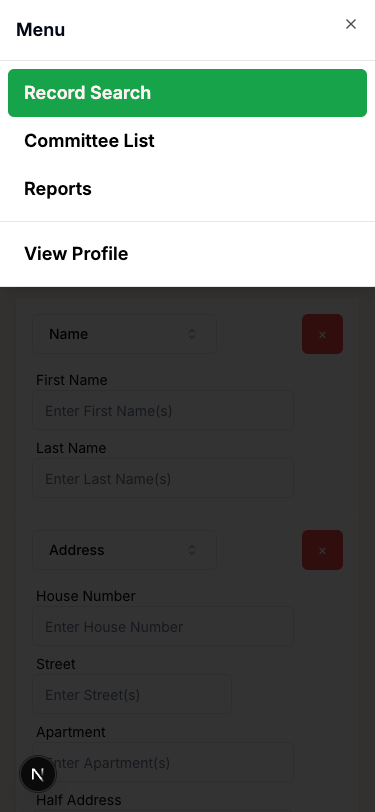 Menu
×
Record Search
Committee List
Reports
View Profile
Name
×
First Name
Enter First Name(s)
Last Name
Enter Last Name(s)
Address
×
House Number
Enter House Number
Street
Enter Street(s)
Apartment
Enter Apartment(s)
N
Half Address